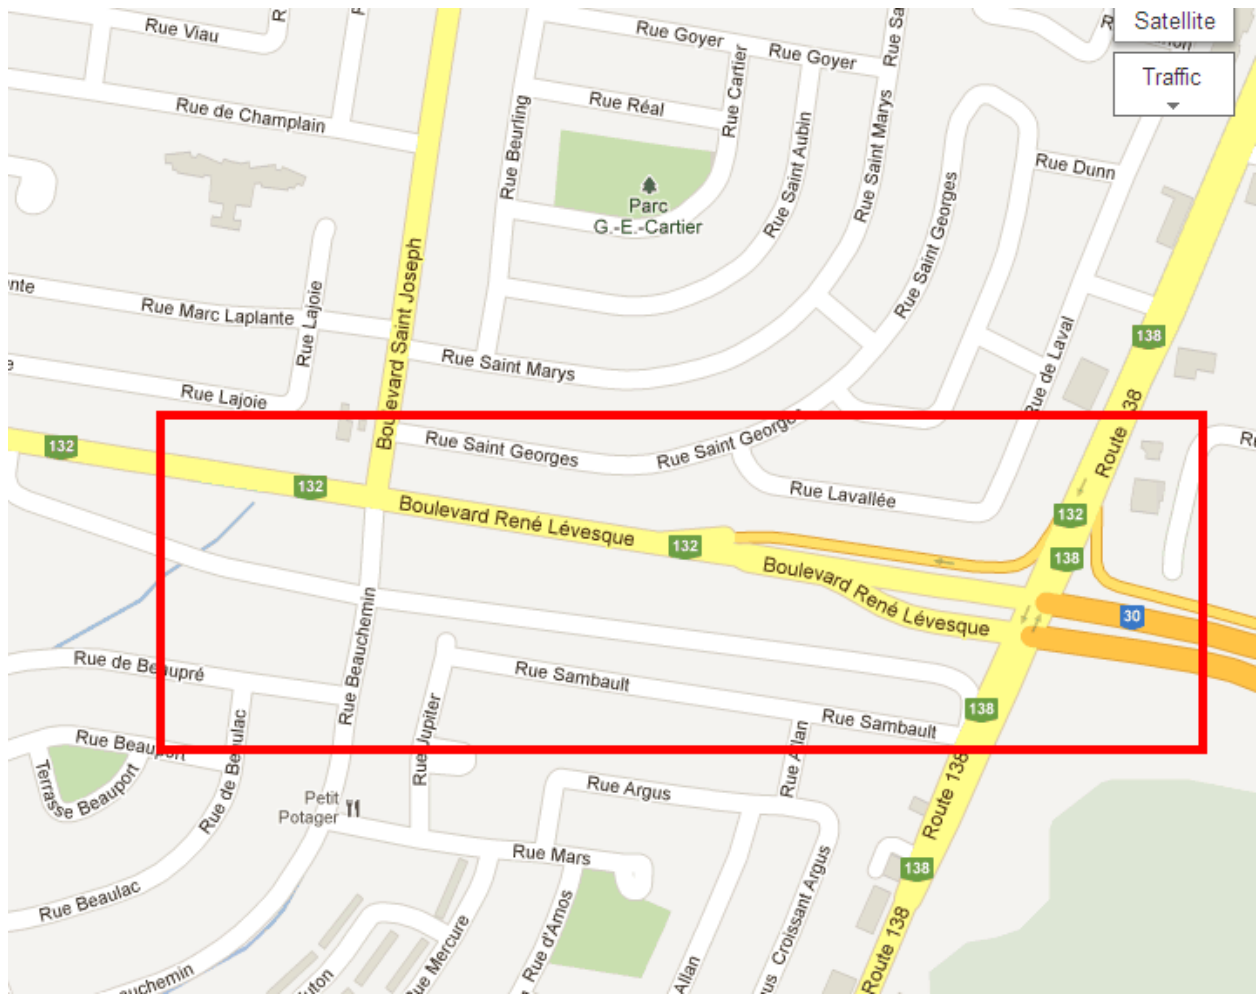 Rue Viau
Rue Goyer
Rue Goyer
Satellite
Traffic
Rue de Champlain
Rue Réal
Rue Cartier
Rue Beurling
Rue Saint Aubin
Rue Saint Marys
Rue Dunn
Parc
G.-E.-Cartier
Rue Saint Georges
Boulevard Saint Joseph
Rue Marc Laplante
Rue Lajoie
Rue Saint Marys
138
Rue de Laval
Rue Lajoie
Route 138
132
Rue Saint Georges
Rue Saint Georges
132
Rue Lavallée
Boulevard René Lévesque
132
132
138
Boulevard René Lévesque
30
Rue Beauchemin
Rue de Beaupré
Rue Sambault
Rue Sambault
138
Rue Jupiter
Rue de Beaulac
Rue Beauport
Terrasse Beauport
Rue Allan
Rue Argus
Route 138
Petit
Potager
Rue Mars
138
Rue Beaulac
Rue Mercure
Rue d'Amos
Croissant Argus
Allan
Route 138